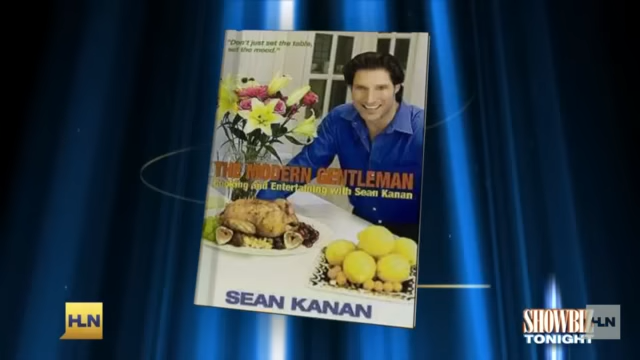 "Don't just set the table,
set the mood."
THE MODERN GENTLEMAN
Cooking and Entertaining with Sean Kanan
SEAN KANAN
HLN
SHOWBIZ
TONIGHT
HLN